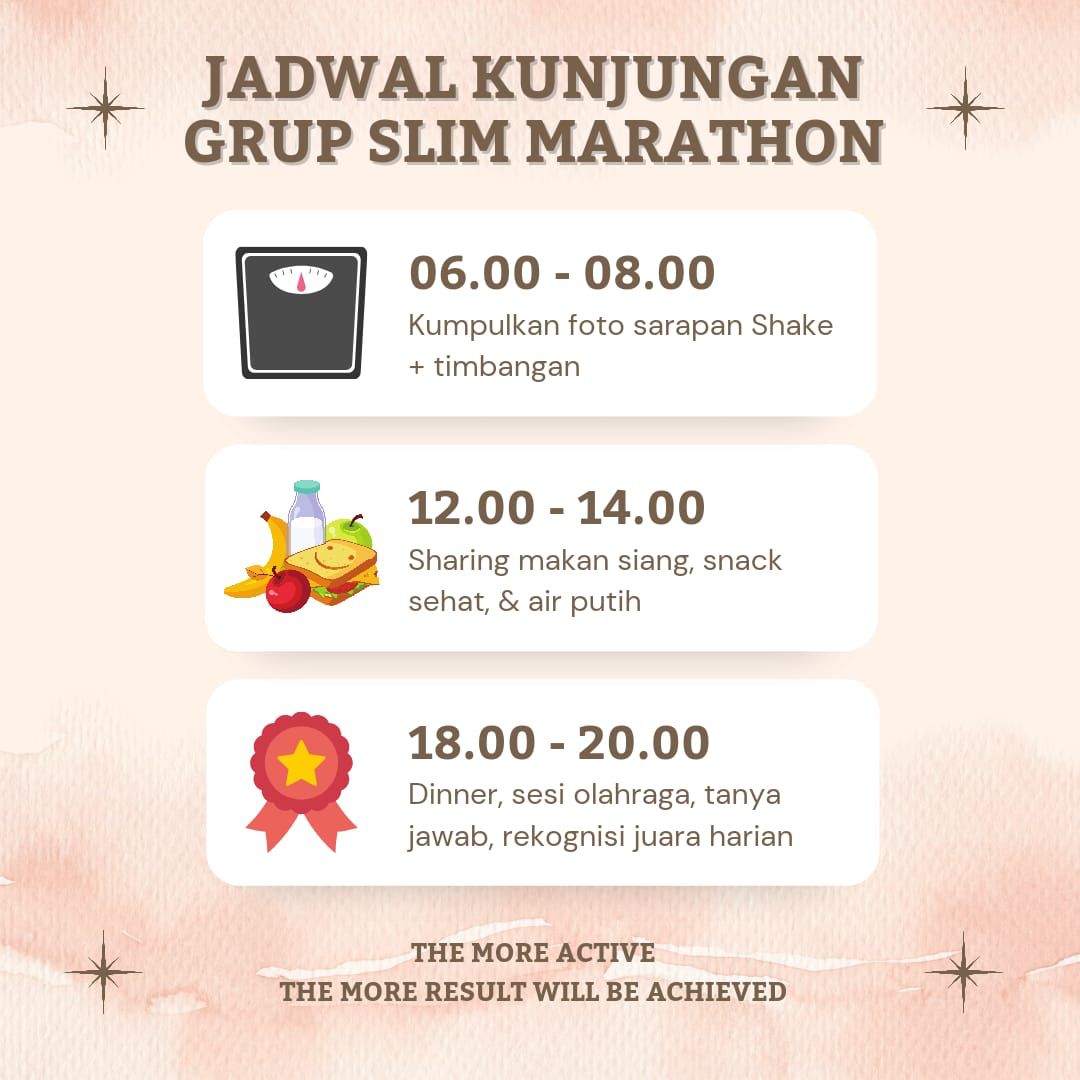 JADWAL KUNJUNGAN
GRUP SLIM MARATHON
06.00 - 08.00
Kumpulkan foto sarapan Shake
+ timbangan
12.00 - 14.00
Sharing makan siang, snack
sehat, & air putih
18.00 - 20.00
Dinner, sesi olahraga, tanya
jawab, rekognisi juara harian
THE MORE ACTIVE
THE MORE RESULT WILL BE ACHIEVED